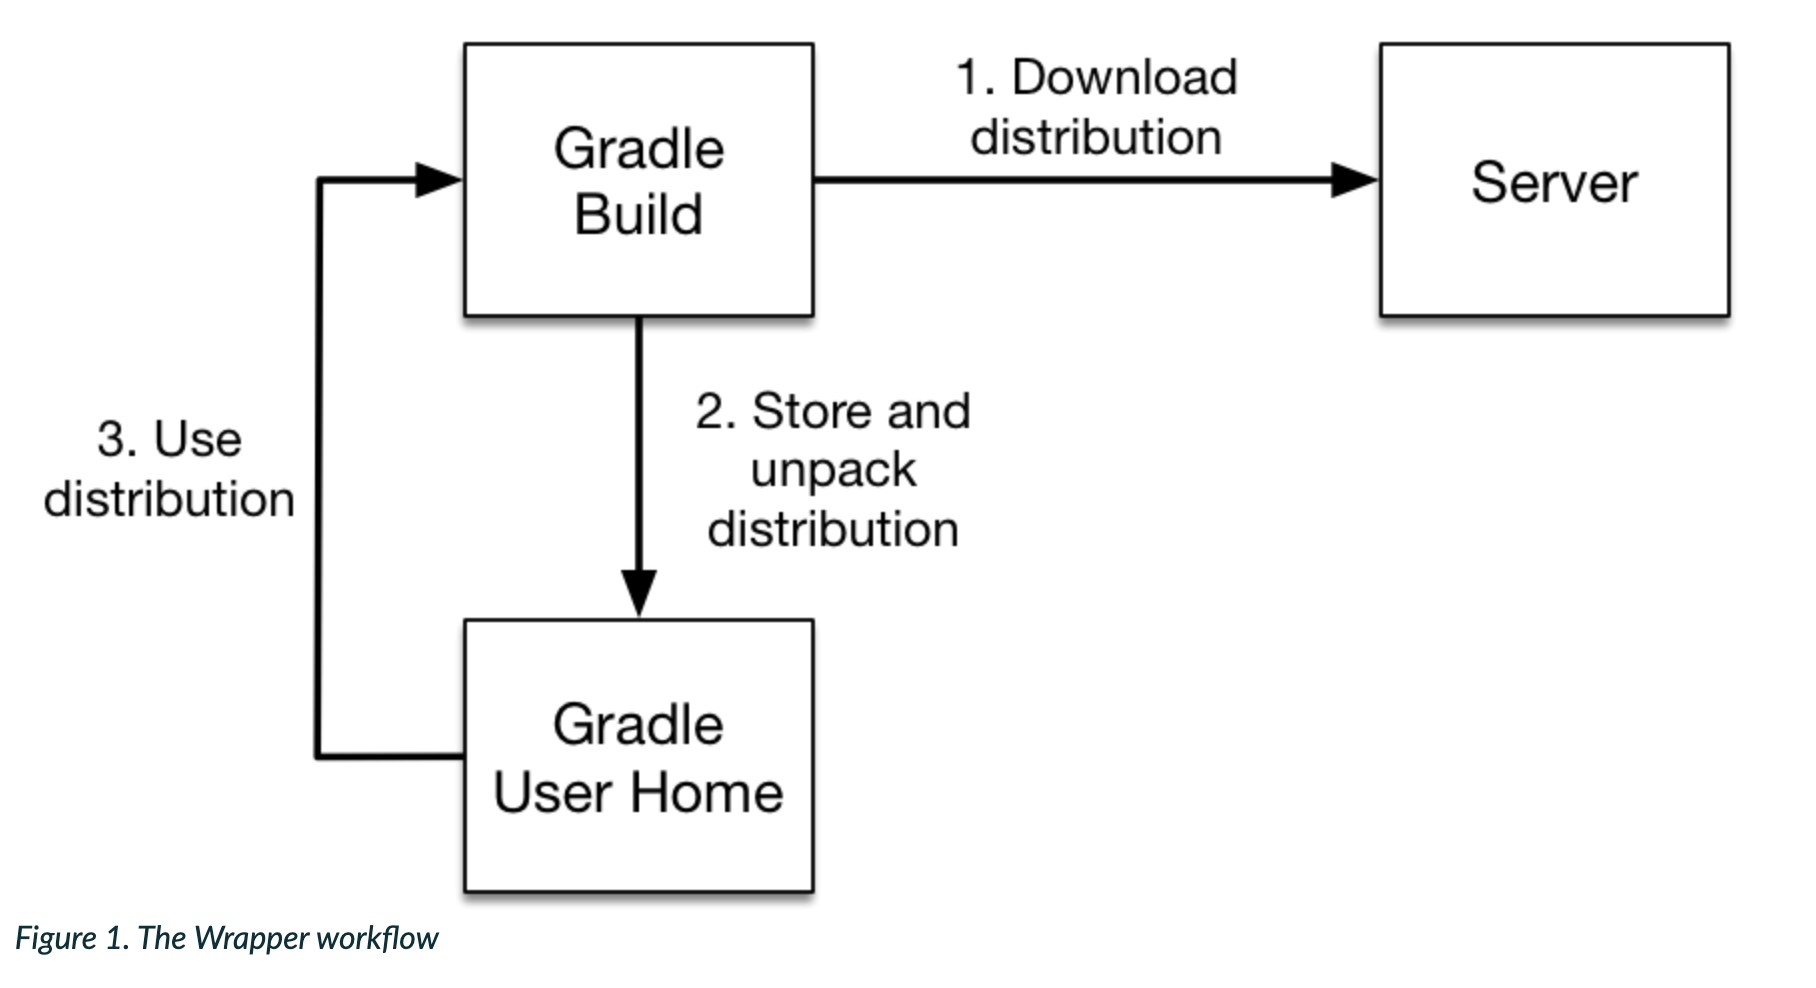 Gradle
Build
1. Download
distribution
Server
3. Use
distribution
2. Store and
unpack
distribution
Gradle
User Home
Figure 1. The Wrapper workflow